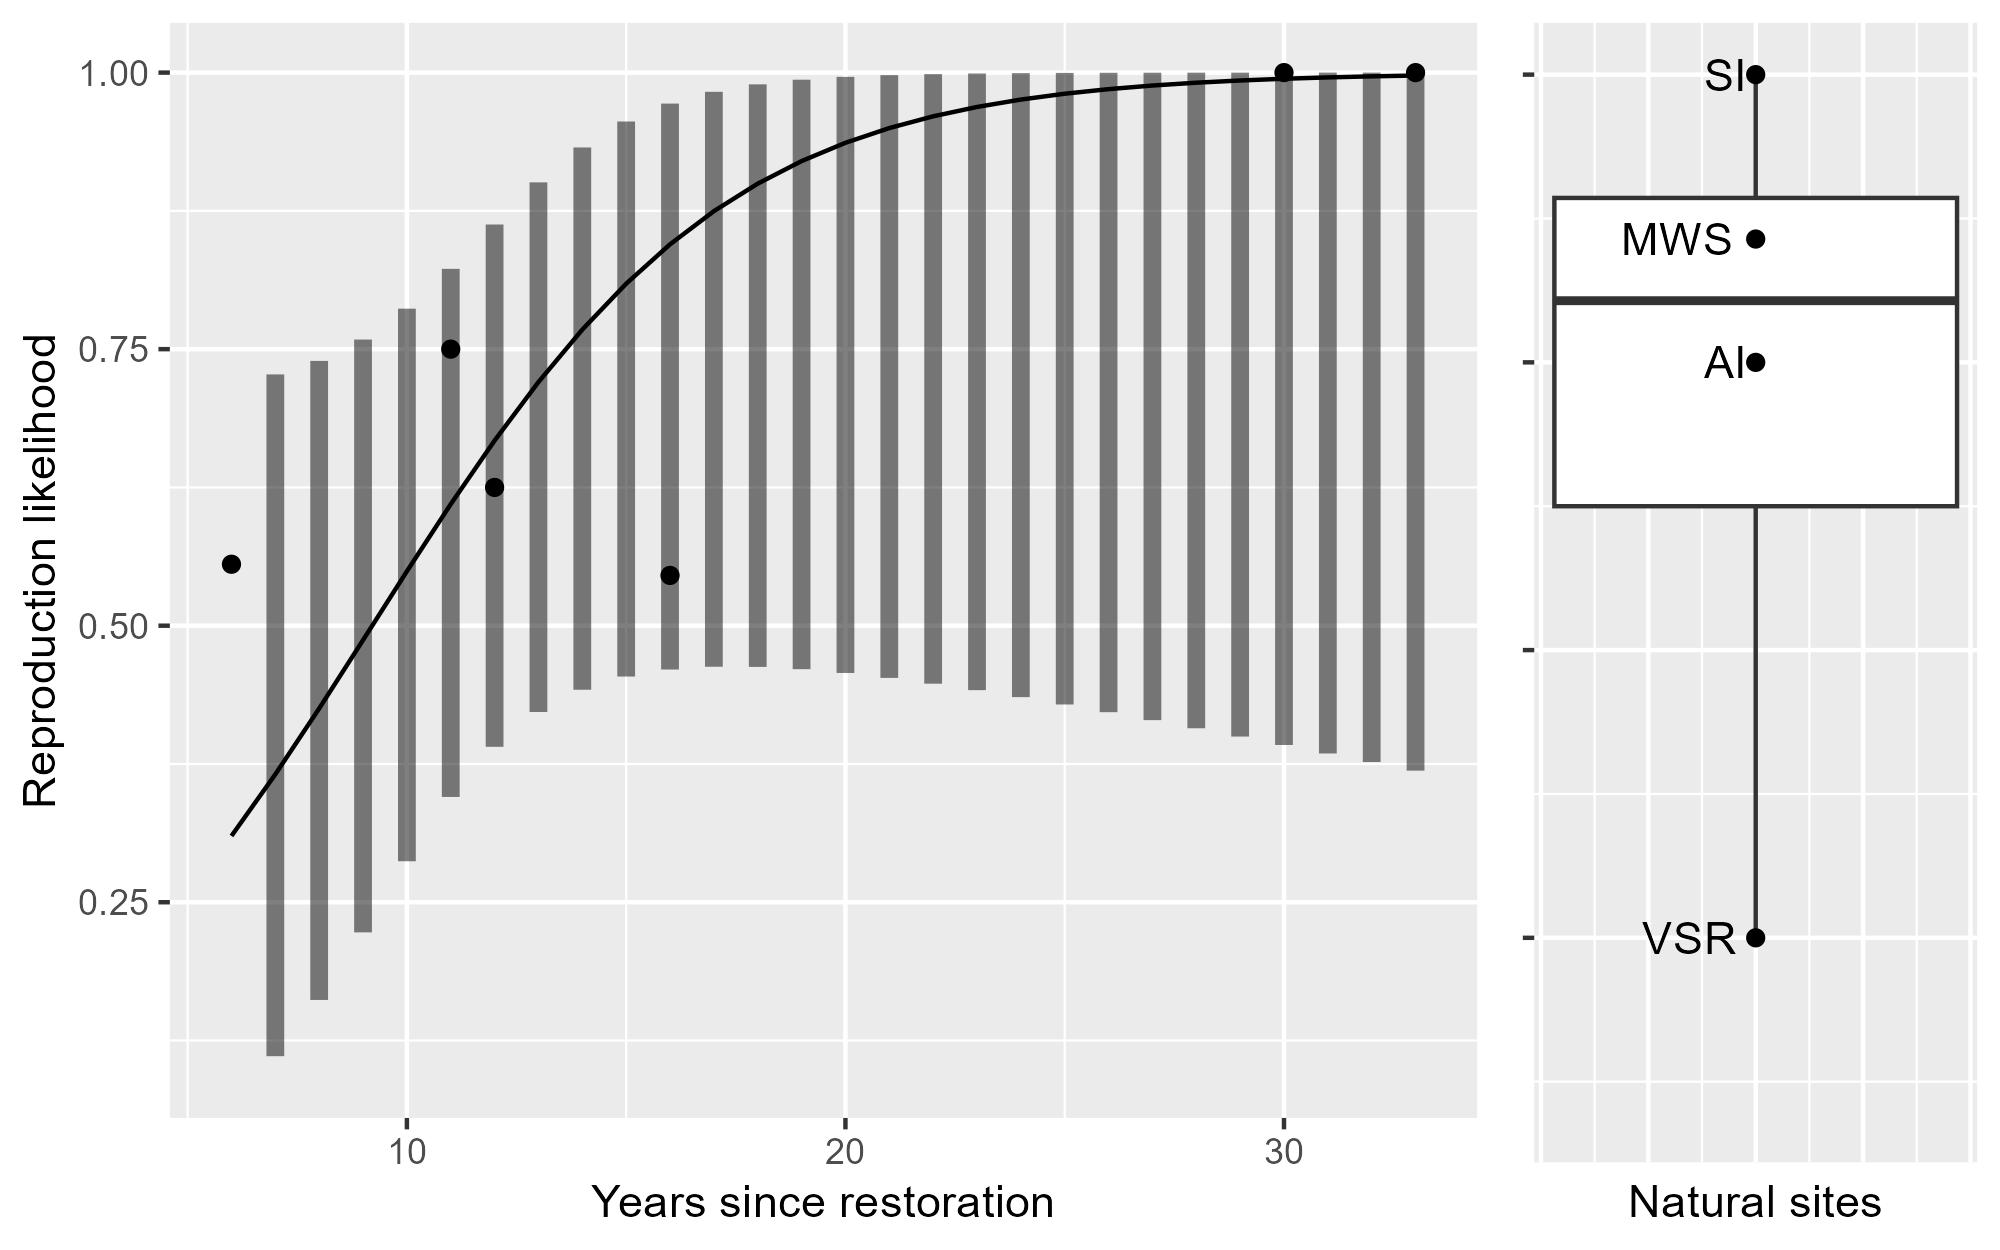 Reproduction likelihood
1.00
0.75
0.50
0.25
10
20
30
Years since restoration
SI
MWS
AI
VSR
Natural sites